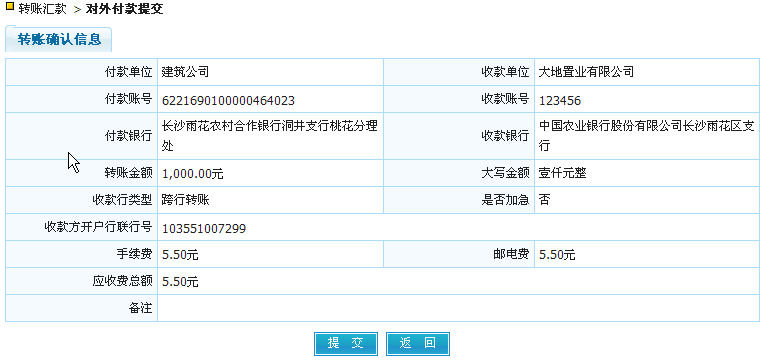 转账汇款 > 对外付款提交
转账确认信息
付款单位 建筑公司 收款单位 大地置业有限公司
付款账号 6221690100000464023 收款账号 123456
付款银行 长沙雨花农村合作银行洞井支行桃花分理处 收款银行 中国农业银行股份有限公司长沙雨花区支行
转账金额 1,000.00元 大写金额 壹仟元整
收款行类型 跨行转账 是否加急 否
收款方开户行联行号 103551007299
手续费 5.50元 邮电费 5.50元
应收费总额 5.50元
备注
提 交 返 回